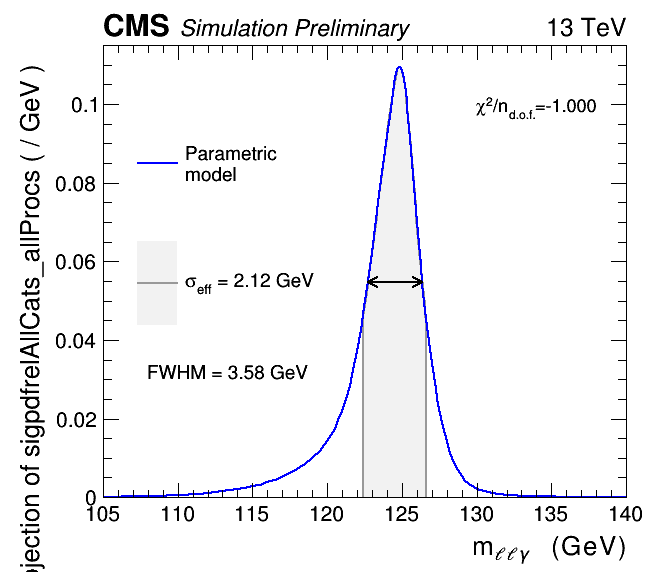 CMS Simulation Preliminary 13 TeV
ojection of sigpdfrelAllCats_allProcs ( / GeV )
0.1
0.08
0.06
0.04
0.02
0
χ²/n_d.o.f.=-1.000
Parametric
model
σ_eff = 2.12 GeV
FWHM = 3.58 GeV
105 110 115 120 125 130 135 140
m_ℓℓγ (GeV)